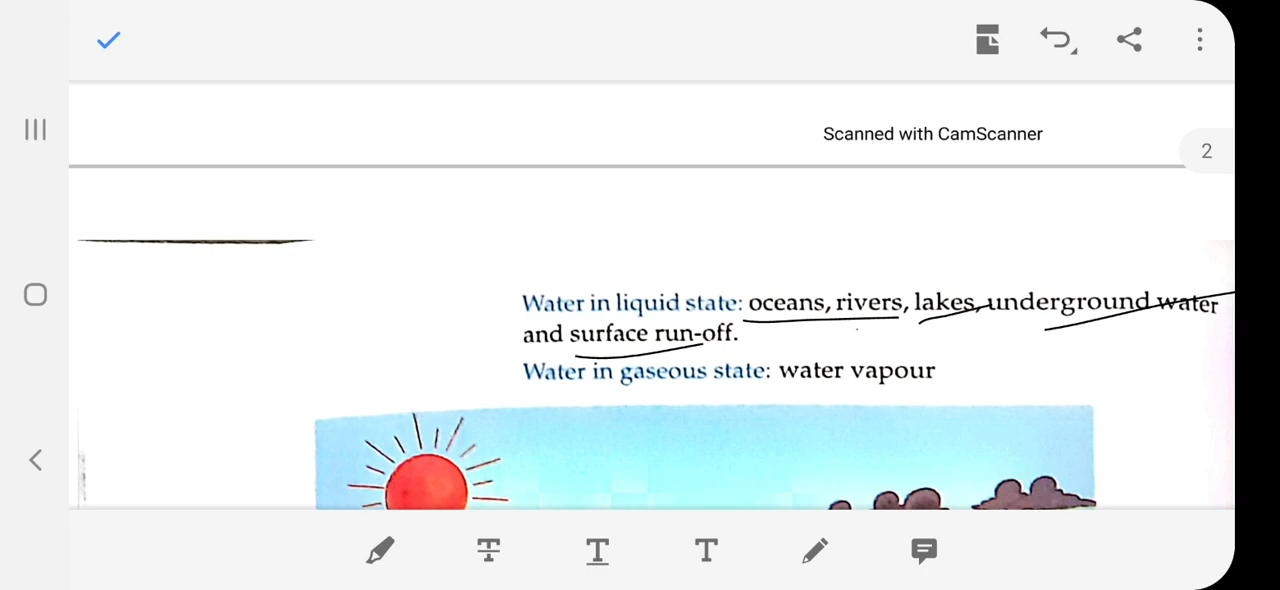 Scanned with CamScanner
2
Water in liquid state: oceans, rivers, lakes, underground water
and surface run-off.
Water in gaseous state: water vapour